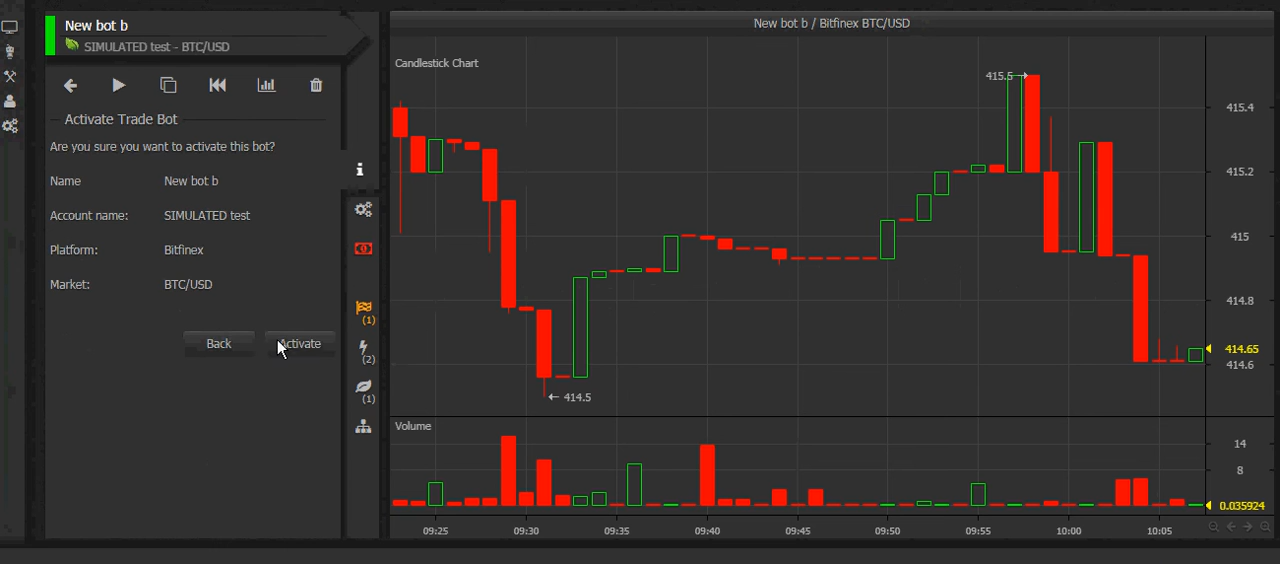 New bot b
SIMULATED test - BTC/USD
Activate Trade Bot
Are you sure you want to activate this bot?
Name New bot b
Account name: SIMULATED test
Platform: Bitfinex
Market: BTC/USD
Back Activate
(1)
(2)
(1)
New bot b / Bitfinex BTC/USD
Candlestick Chart
415.5
414.5
415.4
415.2
415
414.8
414.65
414.6
Volume
14
8
0.035924
09:25 09:30 09:35 09:40 09:45 09:50 09:55 10:00 10:05